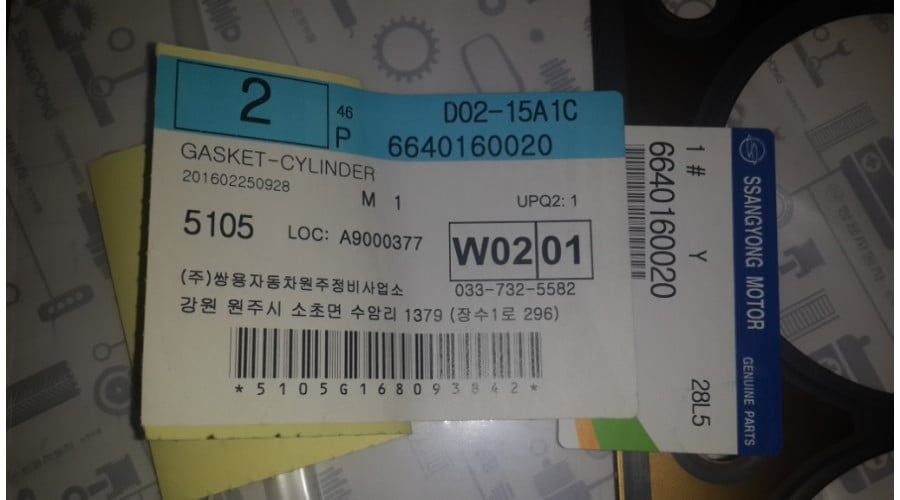 2
46
P
D02-15A1C
6640160020
GASKET-CYLINDER
201602250928
M 1
UPQ2: 1
5105
LOC: A9000377
W02 01
033-732-5582
(주)쌍용자동차원주정비사업소
강원 원주시 소초면 수암리 1379 (장수1로 296)
*5105G168093842*
1# Y 28L5
6640160020
SSANGYONG MOTOR GENUINE PARTS
SSANGYONG